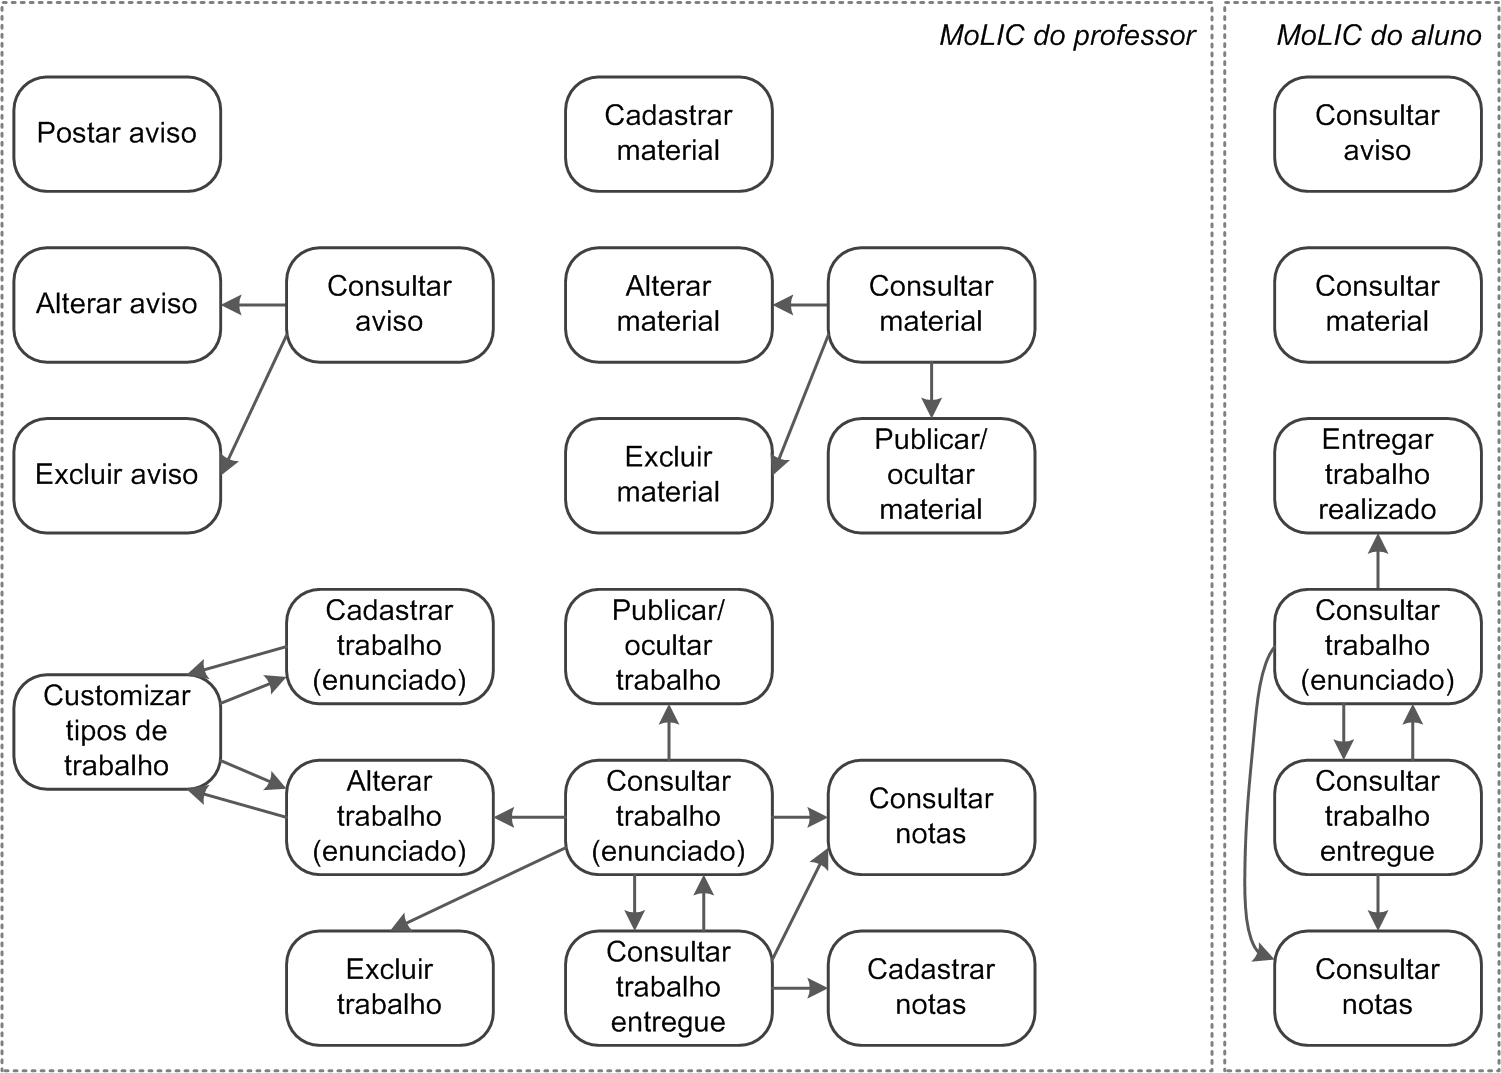 MoLIC do professor
Postar aviso
Cadastrar
material
Alterar aviso
Consultar
aviso
Alterar
material
Consultar
material
Excluir aviso
Excluir
material
Publicar/
ocultar
material
Cadastrar
trabalho
(enunciado)
Publicar/
ocultar
trabalho
Customizar
tipos de
trabalho
Alterar
trabalho
(enunciado)
Consultar
trabalho
(enunciado)
Consultar
notas
Excluir
trabalho
Consultar
trabalho
entregue
Cadastrar
notas
MoLIC do aluno
Consultar
aviso
Consultar
material
Entregar
trabalho
realizado
Consultar
trabalho
(enunciado)
Consultar
trabalho
entregue
Consultar
notas